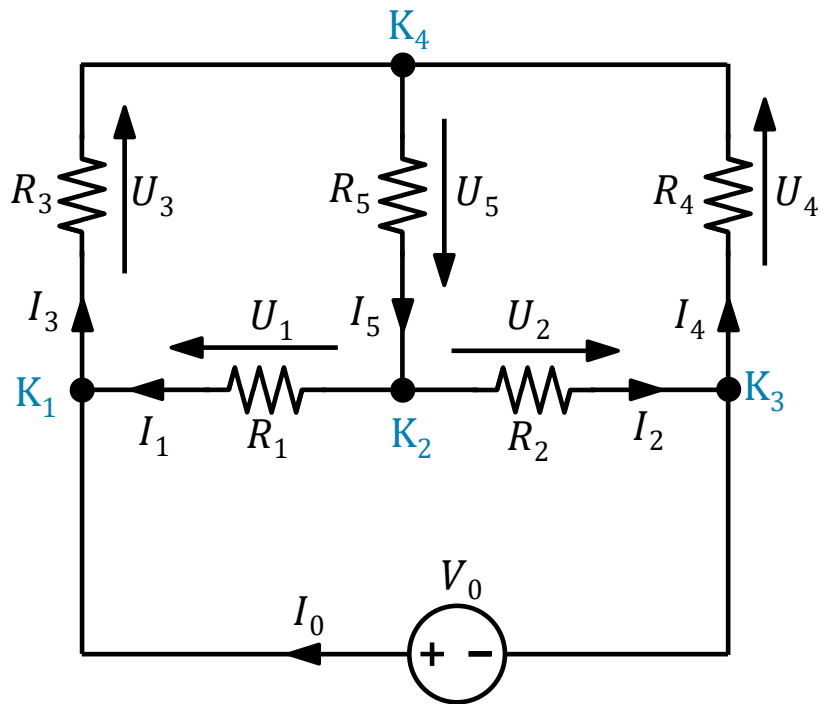 K₄
R₃ U₃ R₅ U₅ R₄ U₄
I₃ U₁ I₅ U₂ I₄
K₁ I₁ R₁ K₂ R₂ I₂ K₃
V₀
I₀
+ -